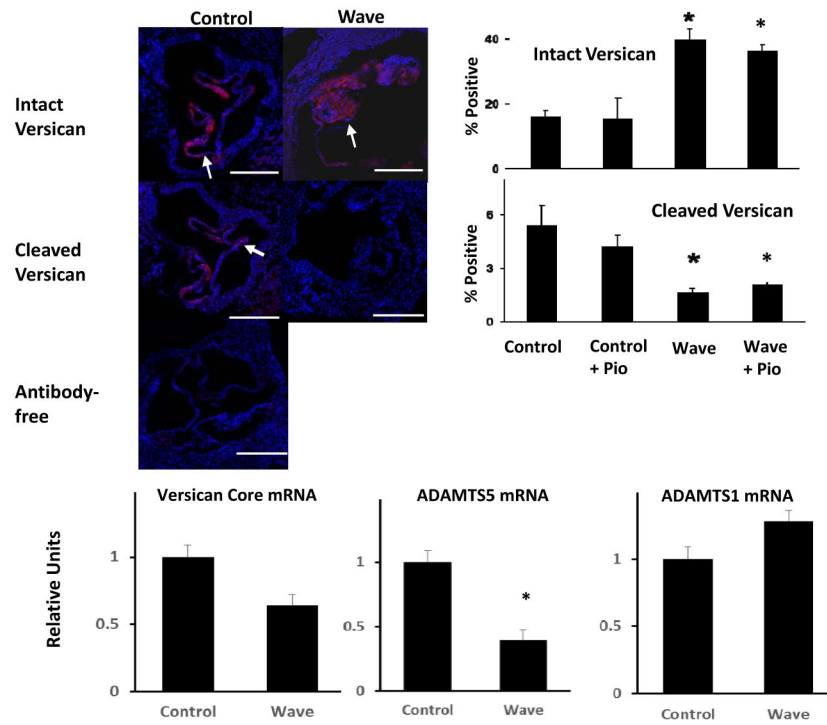 Control Wave
Intact
Versican
Cleaved
Versican
Antibody-
free
Intact Versican
% Positive
40
20
0
*
*
Cleaved Versican
% Positive
6
3
0
*
*
Control
Control
+ Pio
Wave
Wave
+ Pio
Versican Core mRNA
Relative Units
1
0.5
0
Control Wave
ADAMTS5 mRNA
1
0.5
0
*
Control Wave
ADAMTS1 mRNA
1
0.5
0
Control Wave